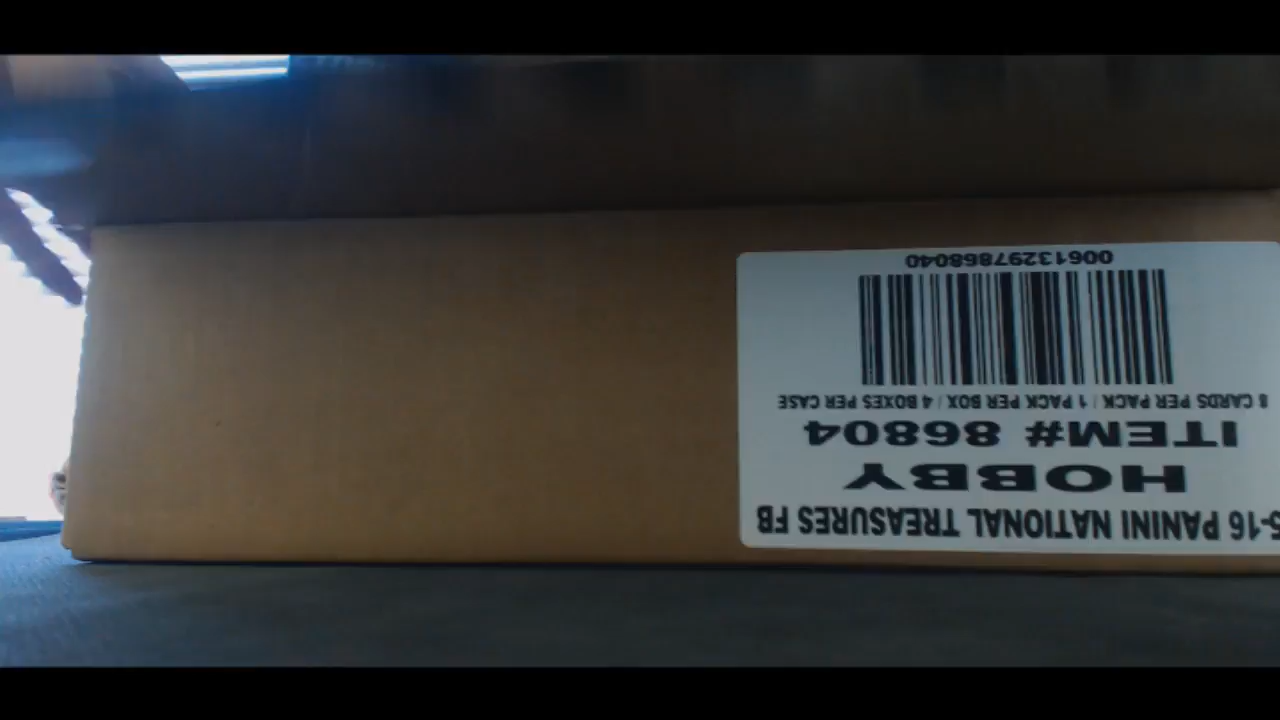 5-16 PANINI NATIONAL TREASURES FB
HOBBY
ITEM# 86804
8 CARDS PER PACK / 1 PACK PER BOX / 4 BOXES PER CASE
00613297868040